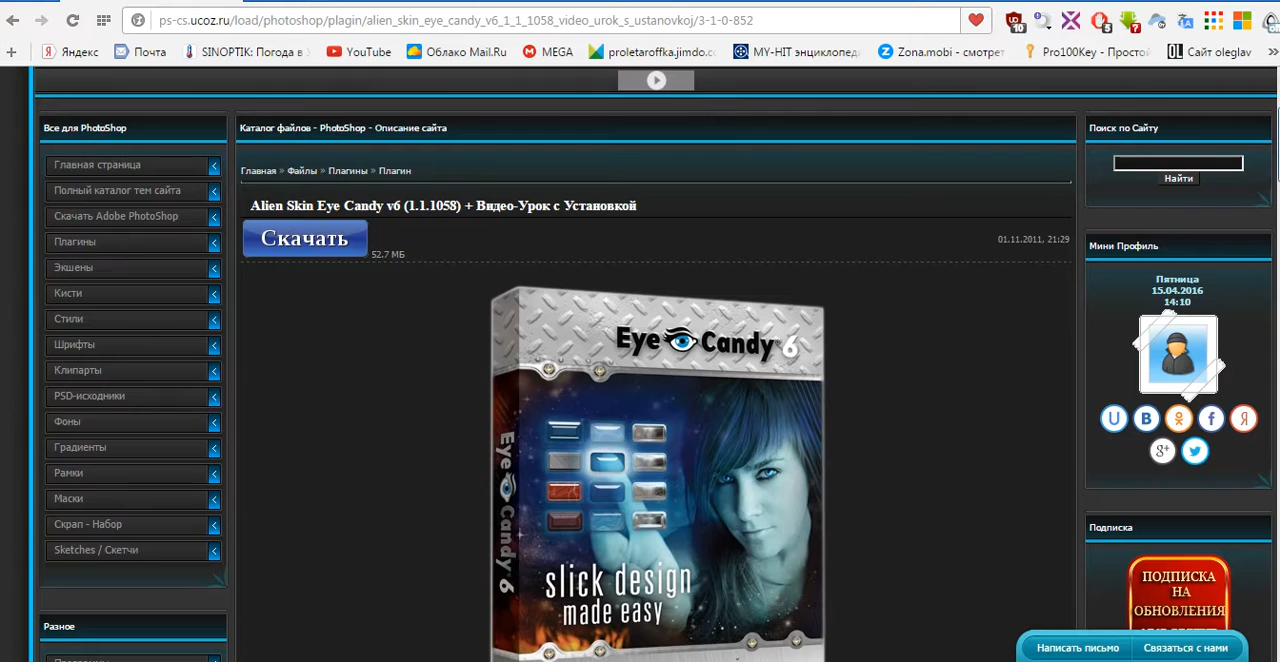 ps-cs.ucoz.ru/load/photoshop/plagin/alien_skin_eye_candy_v6_1_1_1058_video_urok_s_ustanovkoj/3-1-0-852
Яндекс
Почта
SINOPTIK: Погода в
YouTube
Облако Mail.Ru
MEGA
proletaroffka.jimdo.c
MY-HIT энциклопед
Zona.mobi - смотрет
Pro100Key - Простой
Сайт oleglav
Все для PhotoShop
Главная страница
Полный каталог тем сайта
Скачать Adobe PhotoShop
Плагины
Экшены
Кисти
Стили
Шрифты
Клипарты
PSD-исходники
Фоны
Градиенты
Рамки
Маски
Скрап - Набор
Sketches / Скетчи
Разное
Каталог файлов - PhotoShop - Описание сайта
Главная » Файлы » Плагины » Плагин
Alien Skin Eye Candy v6 (1.1.1058) + Видео-Урок с Установкой
Скачать
52.7 МБ
01.11.2011, 21:29
Eye Candy 6
Eye Candy 6
slick design
made easy
Поиск по Сайту
Найти
Мини Профиль
Пятница
15.04.2016
14:10
Подписка
ПОДПИСКА
НА
ОБНОВЛЕНИЯ
Написать письмо
Связаться с нами